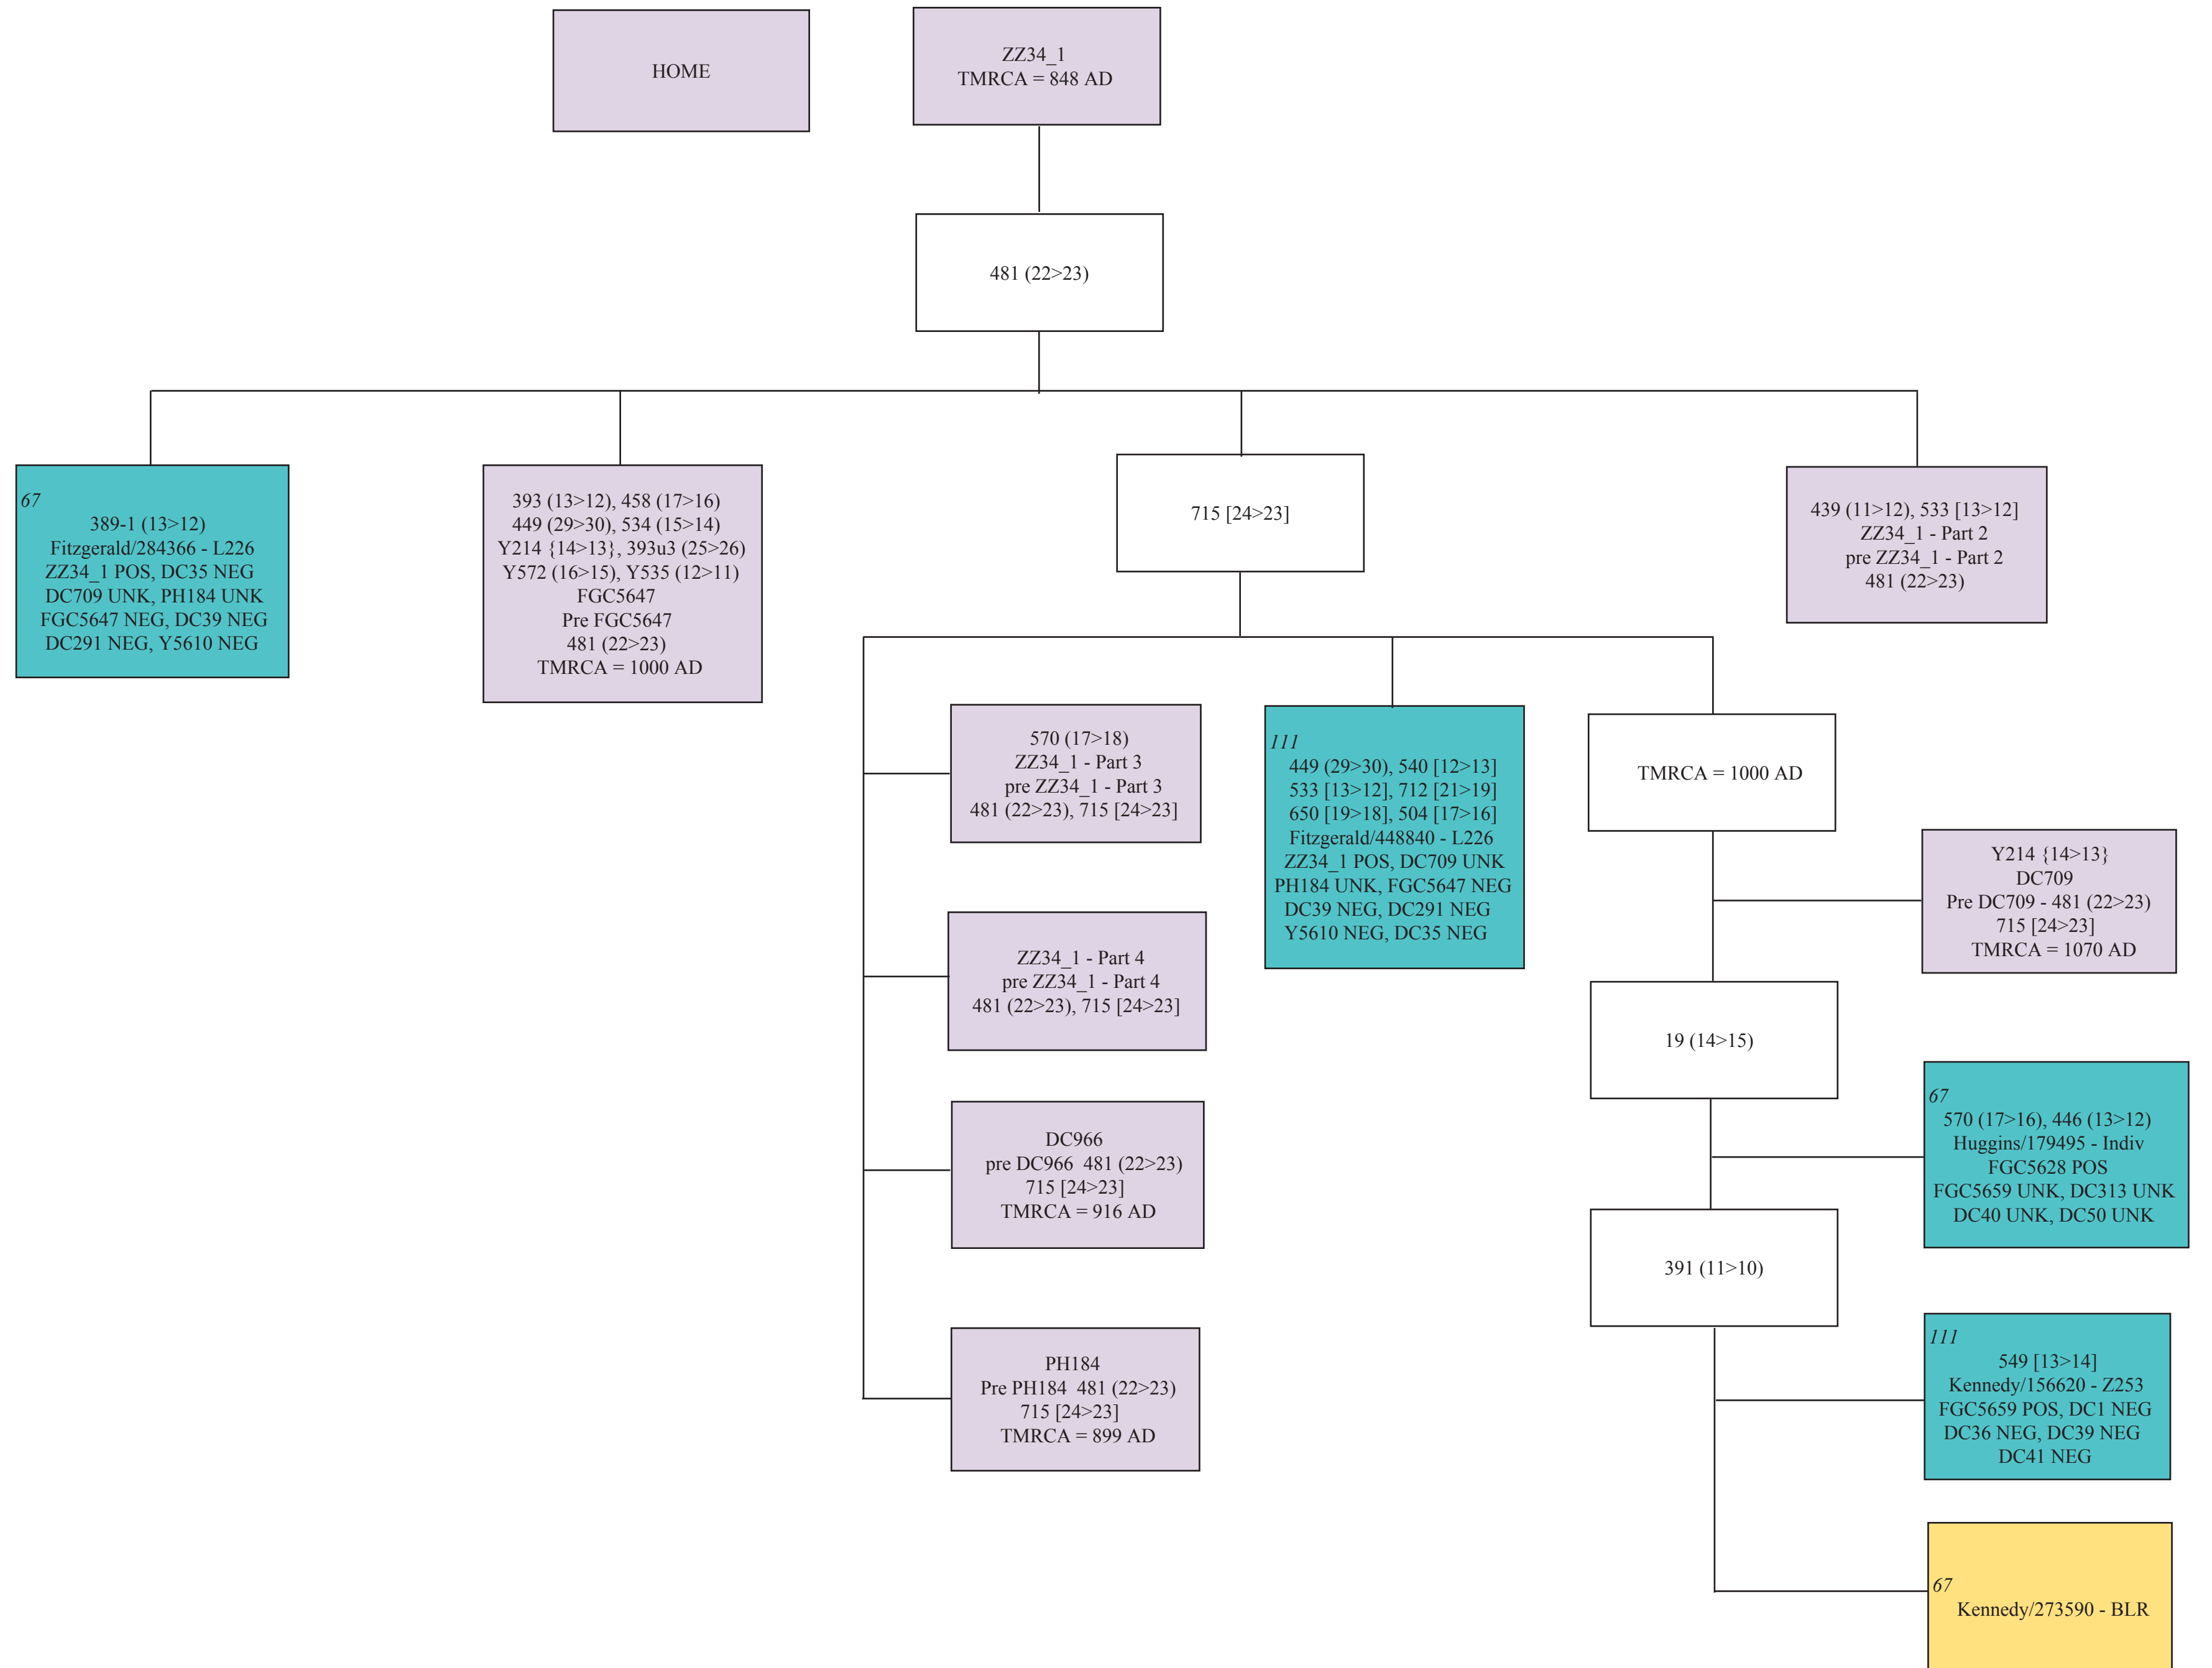 HOME
ZZ34_1
TMRCA = 848 AD
481 (22>23)
67
389-1 (13>12)
Fitzgerald/284366 - L226
ZZ34_1 POS, DC35 NEG
DC709 UNK, PH184 UNK
FGC5647 NEG, DC39 NEG
DC291 NEG, Y5610 NEG
393 (13>12), 458 (17>16)
449 (29>30), 534 (15>14)
Y214 {14>13}, 393u3 (25>26)
Y572 (16>15), Y535 (12>11)
FGC5647
Pre FGC5647
481 (22>23)
TMRCA = 1000 AD
715 [24>23]
439 (11>12), 533 [13>12]
ZZ34_1 - Part 2
pre ZZ34_1 - Part 2
481 (22>23)
570 (17>18)
ZZ34_1 - Part 3
pre ZZ34_1 - Part 3
481 (22>23), 715 [24>23]
ZZ34_1 - Part 4
pre ZZ34_1 - Part 4
481 (22>23), 715 [24>23]
DC966
pre DC966  481 (22>23)
715 [24>23]
TMRCA = 916 AD
PH184
Pre PH184  481 (22>23)
715 [24>23]
TMRCA = 899 AD
111
449 (29>30), 540 [12>13]
533 [13>12], 712 [21>19]
650 [19>18], 504 [17>16]
Fitzgerald/448840 - L226
ZZ34_1 POS, DC709 UNK
PH184 UNK, FGC5647 NEG
DC39 NEG, DC291 NEG
Y5610 NEG, DC35 NEG
TMRCA = 1000 AD
Y214 {14>13}
DC709
Pre DC709 - 481 (22>23)
715 [24>23]
TMRCA = 1070 AD
19 (14>15)
67
570 (17>16), 446 (13>12)
Huggins/179495 - Indiv
FGC5628 POS
FGC5659 UNK, DC313 UNK
DC40 UNK, DC50 UNK
391 (11>10)
111
549 [13>14]
Kennedy/156620 - Z253
FGC5659 POS, DC1 NEG
DC36 NEG, DC39 NEG
DC41 NEG
67
Kennedy/273590 - BLR